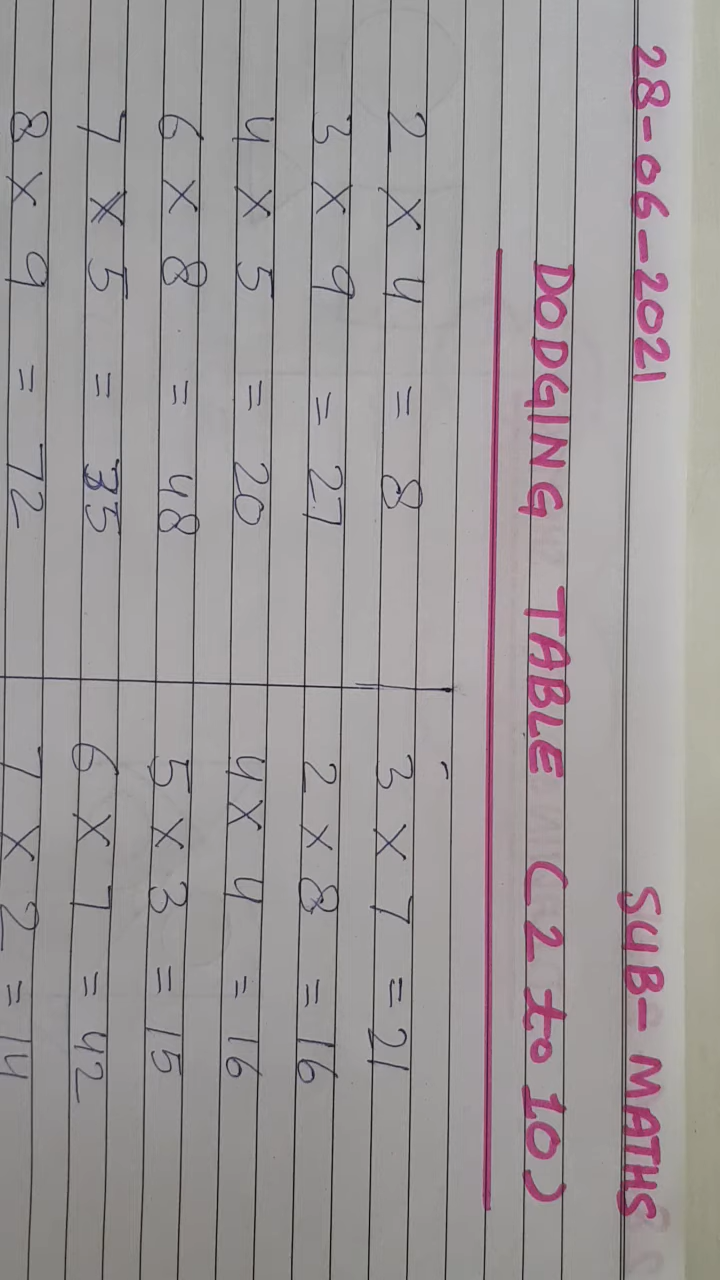 28-06-2021 SUB- MATHS
DODGING TABLE (2 to 10)
2 X 4 = 8 3 X 7 = 21
3 X 9 = 27 2 X 8 = 16
4 X 5 = 20 4 X 4 = 16
6 X 8 = 48 5 X 3 = 15
7 X 5 = 35 6 X 7 = 42
8 X 9 = 72 7 X 2 = 14